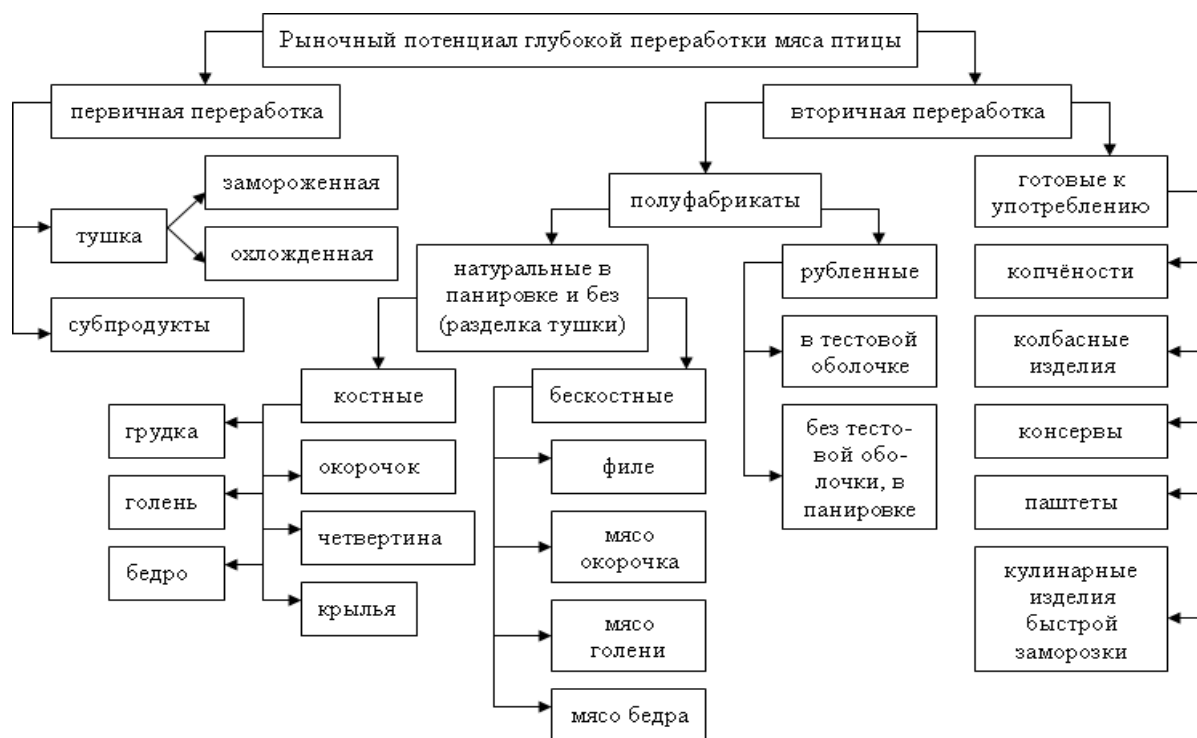 Рыночный потенциал глубокой переработки мяса птицы
первичная переработка
вторичная переработка
замороженная
тушка
охложденная
субпродукты
полуфабрикаты
готовые к
употреблению
натуральные в
панировке и без
(разделка тушки)
рубленные
копчёности
в тестовой
оболочке
колбасные
изделия
костные
бескостные
грудка
окорочок
голень
четвертина
бедро
крылья
филе
мясо
окорочка
мясо
голени
мясо бедра
без тесто-
вой обо-
лочки, в
панировке
консервы
паштеты
кулинарные
изделия
быстрой
заморозки